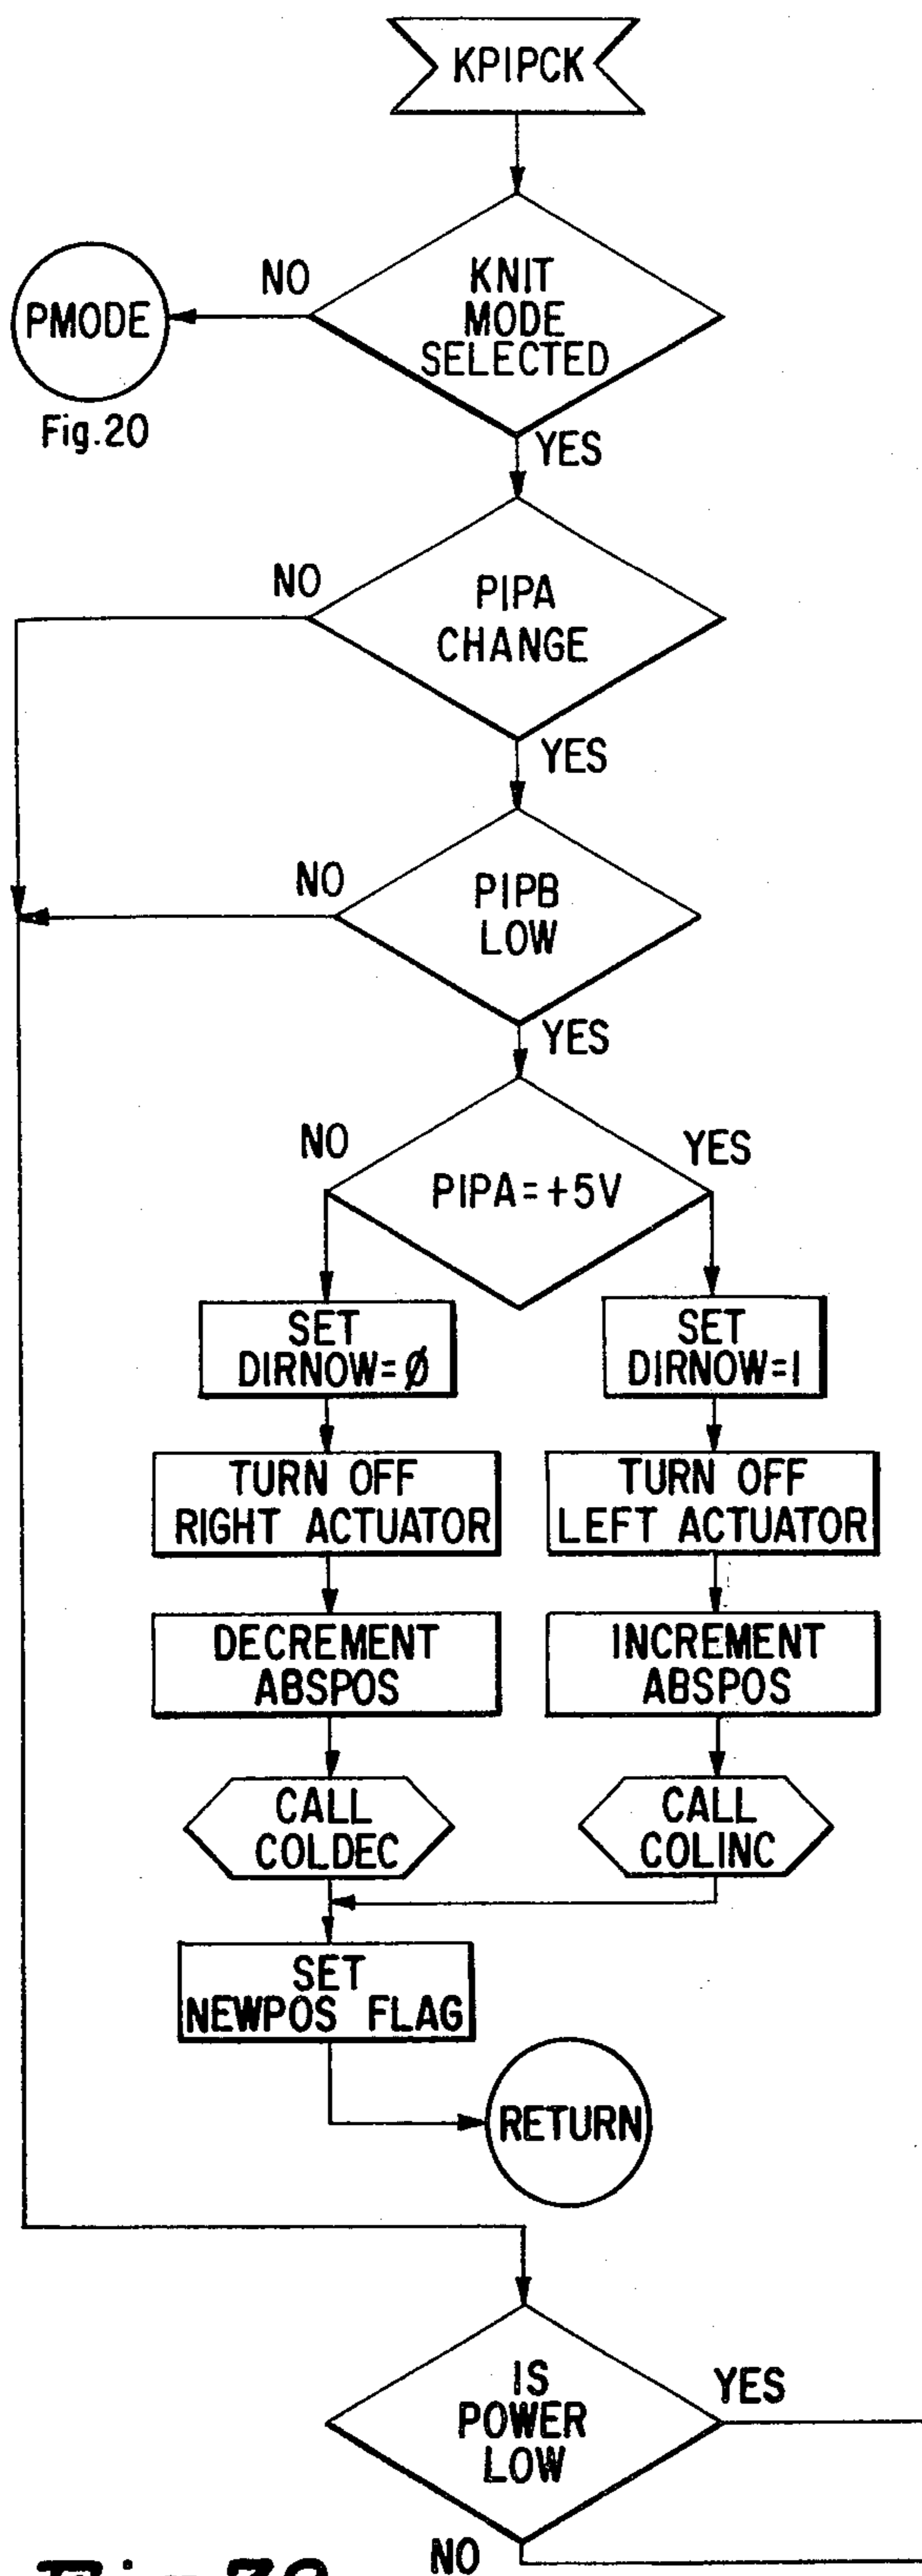 KPIPCK
KNIT
MODE
SELECTED
NO
PMODE
Fig.20
YES
PIPA
CHANGE
NO
YES
PIPB
LOW
NO
YES
PIPA=+5V
NO
YES
SET
DIRNOW=Ø
SET
DIRNOW=1
TURN OFF
RIGHT ACTUATOR
TURN OFF
LEFT ACTUATOR
DECREMENT
ABSPOS
INCREMENT
ABSPOS
CALL
COLDEC
CALL
COLINC
SET
NEWPOS FLAG
RETURN
IS
POWER
LOW
YES
NO